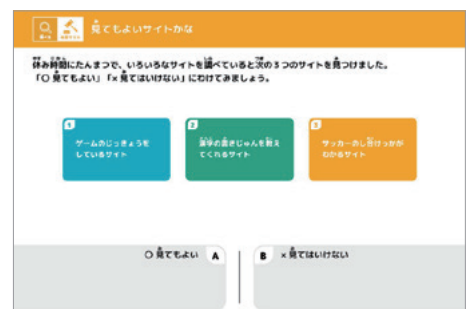 見てもよいサイトかな
休み時間にたんまつで、いろいろなサイトを調べていると次の3つのサイトを見つけました。
「○ 見てもよい」「× 見てはいけない」にわけてみましょう。
1
ゲームのじっきょうを
しているサイト
2
漢字の書きじゅんを教え
てくれるサイト
3
サッカーのし合けっかが
わかるサイト
○ 見てもよい A
B × 見てはいけない